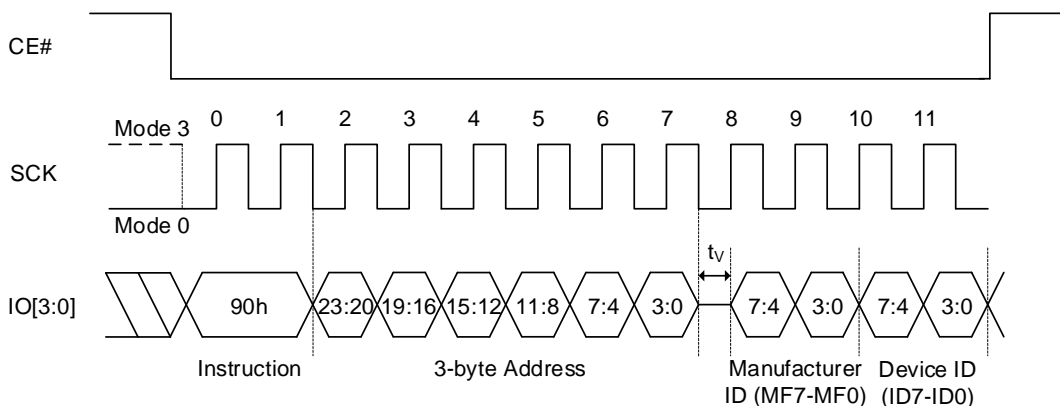 CE#
0 1 2 3 4 5 6 7 8 9 10 11
Mode 3
SCK
Mode 0
tV
IO[3:0] 90h 23:20 19:16 15:12 11:8 7:4 3:0 7:4 3:0 7:4 3:0
Instruction 3-byte Address Manufacturer Device ID
ID (MF7-MF0) (ID7-ID0)